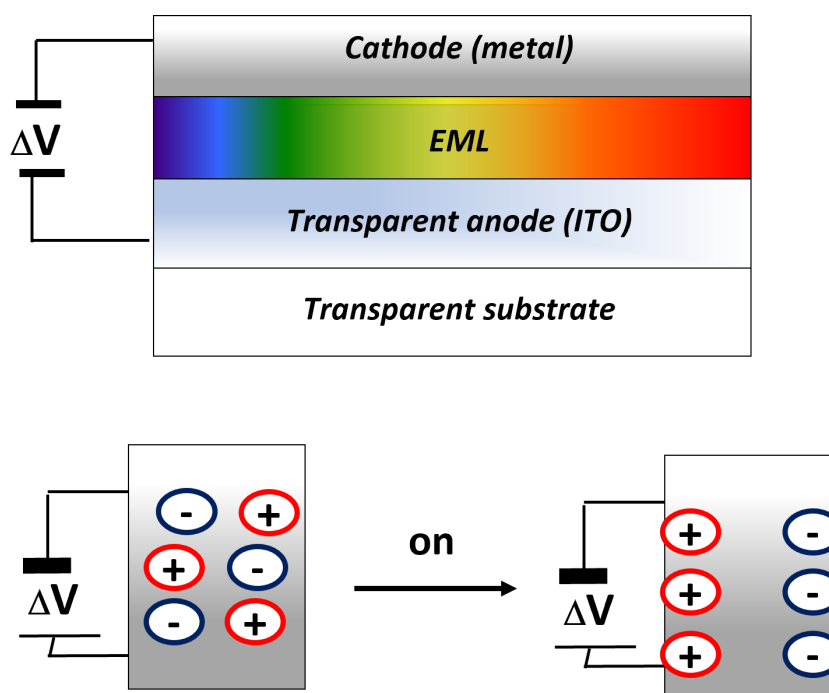 Cathode (metal)
ΔV
EML
Transparent anode (ITO)
Transparent substrate
- +
+ -
- +
ΔV
on
+ -
+ -
+ -
ΔV